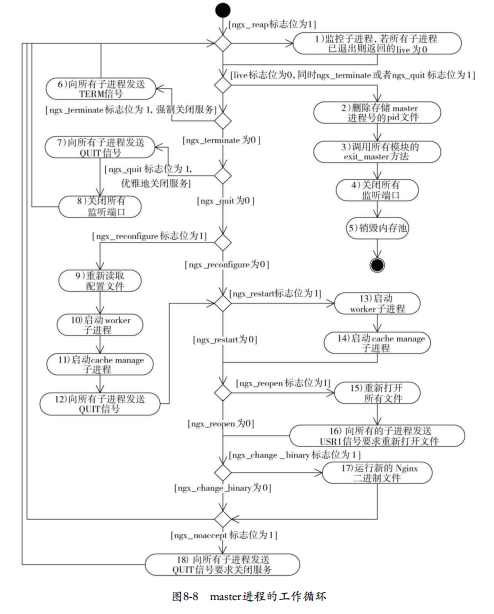 [ngx_reap标志位为1]
1)监控子进程,若所有子进程
已退出则返回的live为0
[live标志位为0,同时ngx_terminate或者ngx_quit标志位为1]
6)向所有子进程发送
TERM信号
[ngx_terminate标志位为1,强制关闭服务]
2)删除存储master
进程号的pid文件
[ngx_terminate为0]
7)向所有子进程发送
QUIT信号
3)调用所有模块的
exit_master方法
[ngx_quit标志位为1,
优雅地关闭服务]
4)关闭所有
监听端口
8)关闭所有
监听端口
[ngx_quit为0]
5)销毁内存池
[ngx_reconfigure标志位为1]
[ngx_reconfigure为0]
9)重新读取
配置文件
[ngx_restart标志位为1]
13)启动
worker子进程
10)启动worker
子进程
[ngx_restart为0]
14)启动cache manage
子进程
11)启动cache manage
子进程
[ngx_reopen标志位为1]
15)重新打开
所有文件
12)向所有子进程发送
QUIT信号
[ngx_reopen为0]
16)向所有的子进程发送
USR1信号要求重新打开文件
[ngx_change_binary标志位为1]
17)运行新的Nginx
二进制文件
[ngx_change_binary为0]
[ngx_noaccept标志位为1]
18)向所有子进程发送
QUIT信号要求关闭服务
图8-8 master进程的工作循环